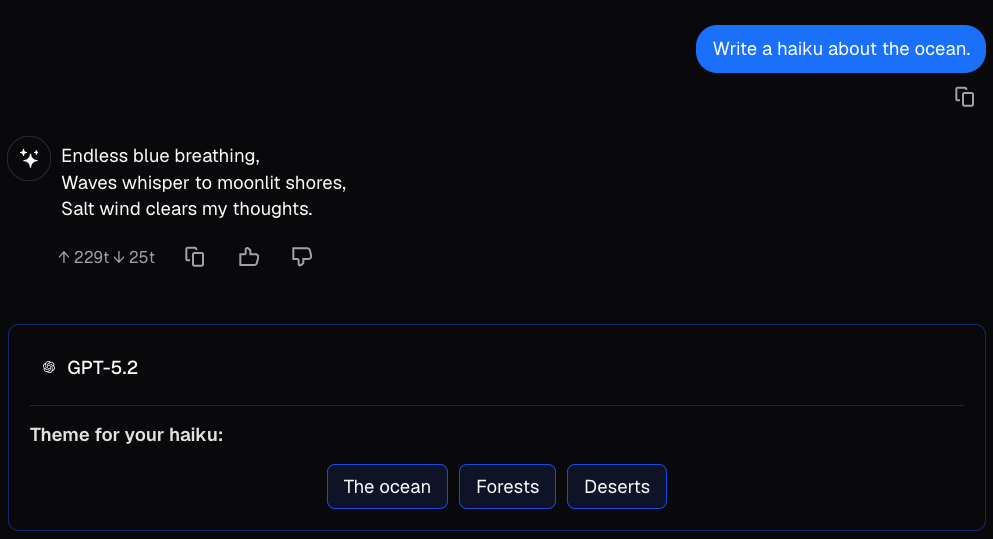 Write a haiku about the ocean.
Endless blue breathing,
Waves whisper to moonlit shores,
Salt wind clears my thoughts.
↑ 229t ↓ 25t
GPT-5.2
Theme for your haiku:
The ocean Forests Deserts